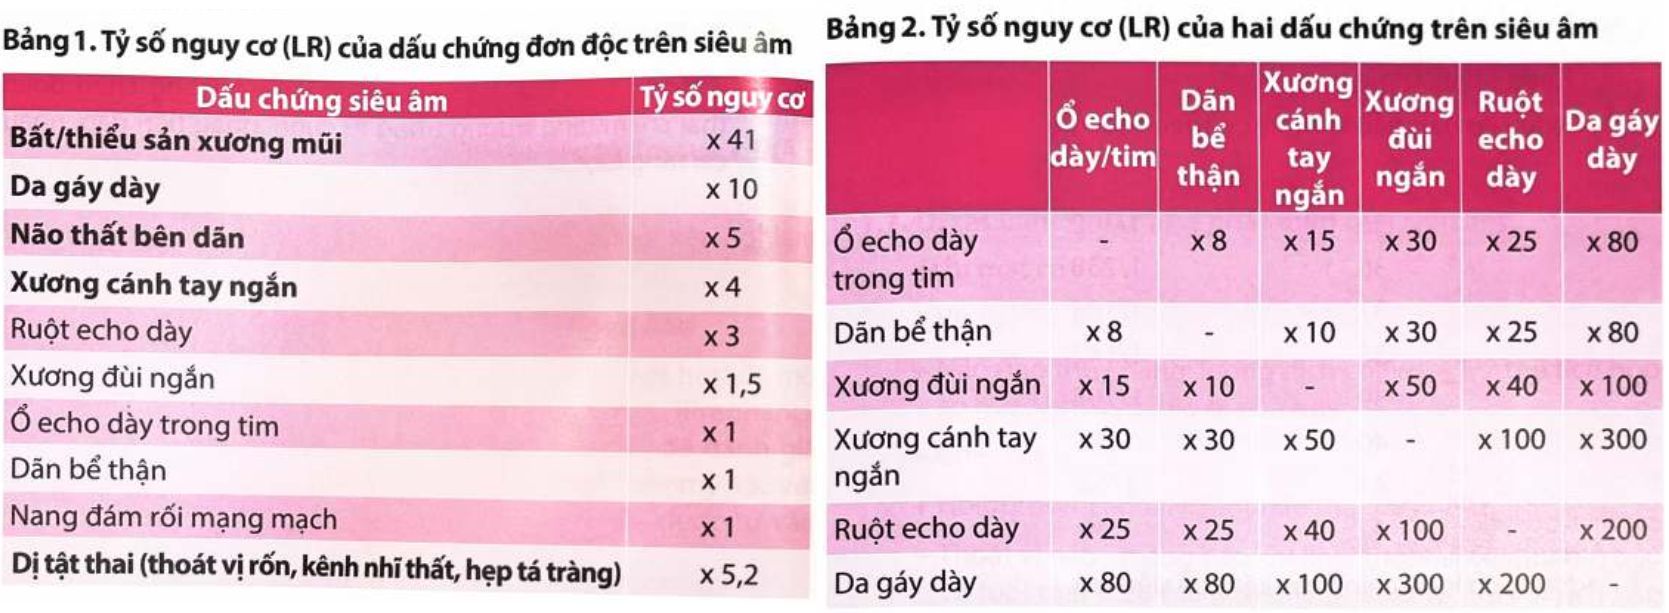 Bảng 1. Tỷ số nguy cơ (LR) của dấu chứng đơn độc trên siêu âm
Dấu chứng siêu âm Tỷ số nguy cơ
Bất/thiểu sản xương mũi x 41
Da gáy dày x 10
Não thất bên dãn x 5
Xương cánh tay ngắn x 4
Ruột echo dày x 3
Xương đùi ngắn x 1,5
Ổ echo dày trong tim x 1
Dãn bể thận x 1
Nang đám rối mạng mạch x 1
Dị tật thai (thoát vị rốn, kênh nhĩ thất, hẹp tá tràng) x 5,2
Bảng 2. Tỷ số nguy cơ (LR) của hai dấu chứng trên siêu âm
Ổ echo dày/tim Dãn bể thận Xương cánh tay ngắn Xương đùi ngắn Ruột echo dày Da gáy dày
Ổ echo dày - x 8 x 15 x 30 x 25 x 80
trong tim
Dãn bể thận x 8 - x 10 x 30 x 25 x 80
Xương đùi ngắn x 15 x 10 - x 50 x 40 x 100
Xương cánh tay x 30 x 30 x 50 - x 100 x 300
ngắn
Ruột echo dày x 25 x 25 x 40 x 100 - x 200
Da gáy dày x 80 x 80 x 100 x 300 x 200 -